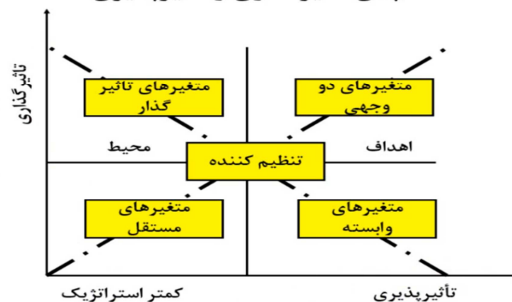 تأثیرگذاری
متغیرهای تاثیر
گذار
متغیرهای دو
وجهی
محیط
اهداف
تنظیم کننده
متغیرهای
مستقل
متغیرهای
وابسته
کمتر استراتژیک
تأثیرپذیری